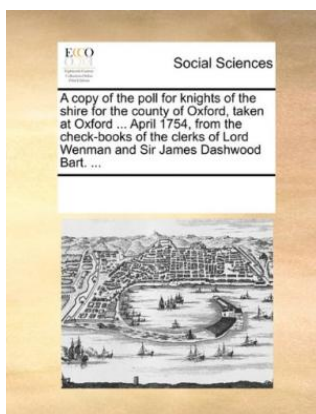 ECCO
Social Sciences
A copy of the poll for knights of the
shire for the county of Oxford, taken
at Oxford ... April 1754, from the
check-books of the clerks of Lord
Wenman and Sir James Dashwood
Bart. ...